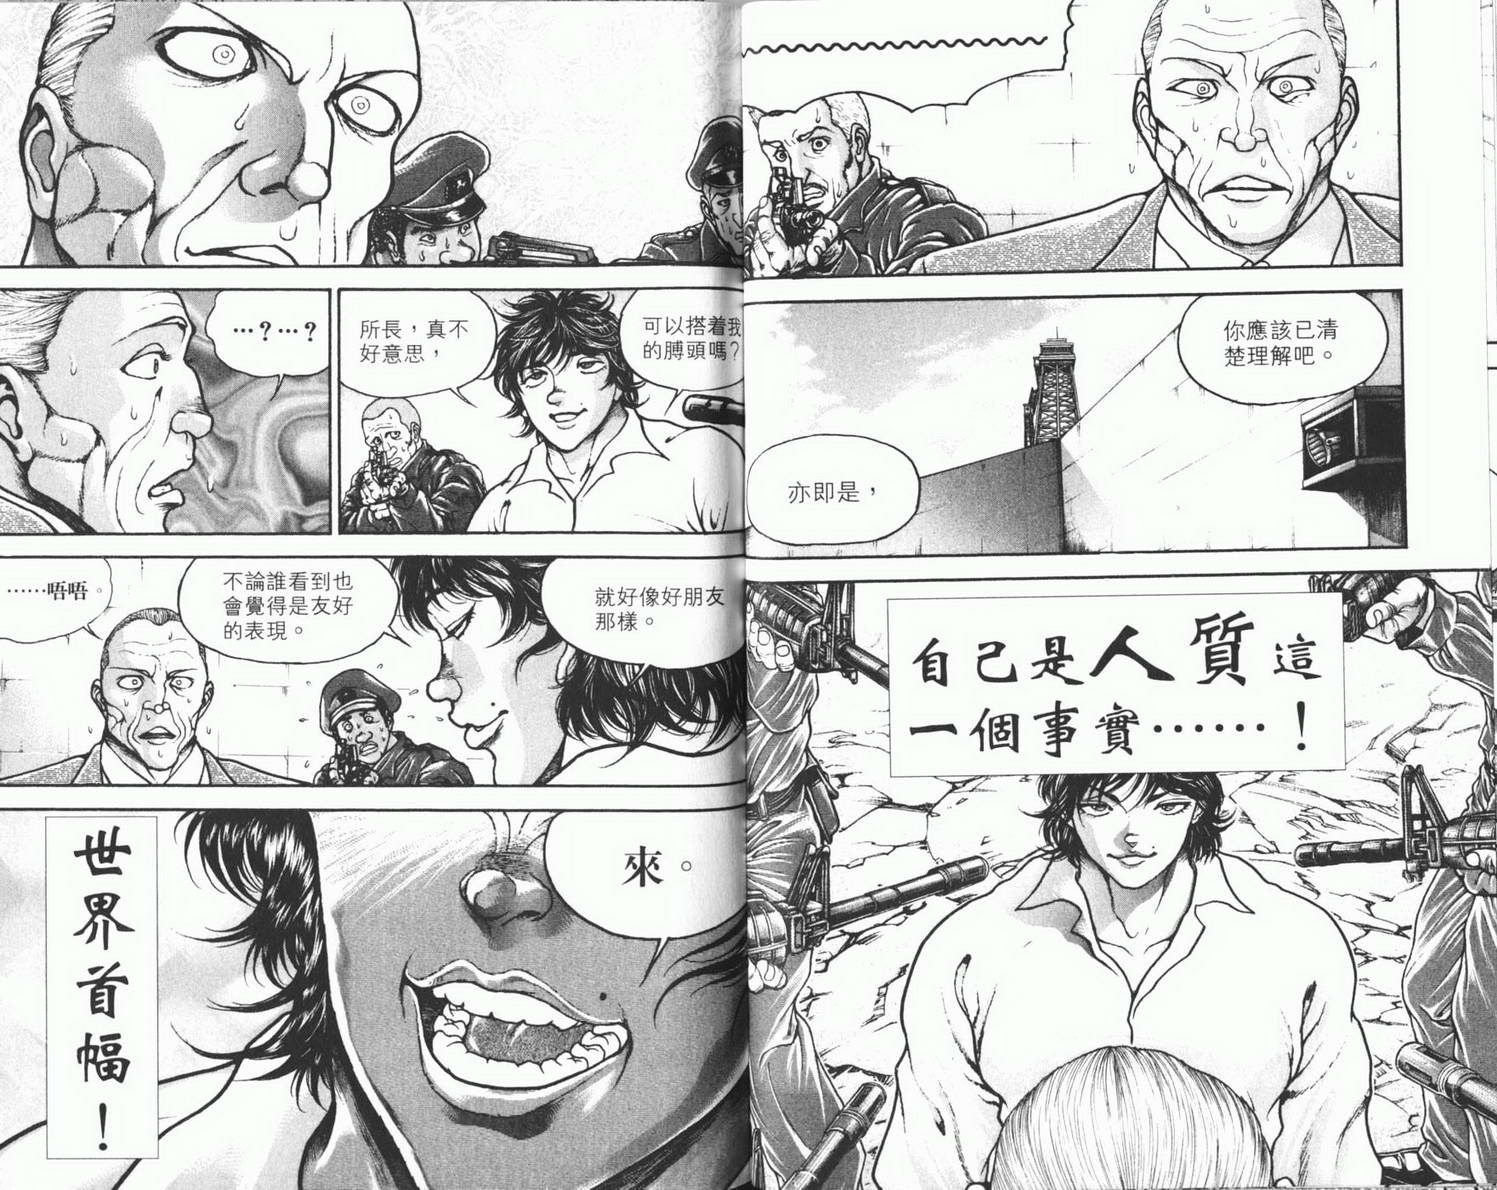 你應該已清
楚理解吧。
亦即是，
自己是人質這
一個事實……！
可以搭着我
的膊頭嗎？
所長，真不
好意思，
…？…？
就好像好朋友
那樣。
不論誰看到也
會覺得是友好
的表現。
……唔唔。
來。
世界首幅！